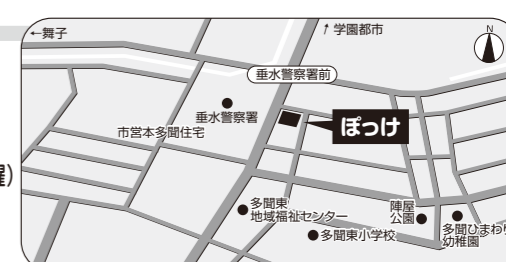 ←舞子
↑学園都市
N
垂水警察署前
垂水警察署
市営本多聞住宅
ぽっけ
曜)
多聞東
地域福祉センター
陣屋
公園
多聞東小学校
多聞ひまわり
幼稚園